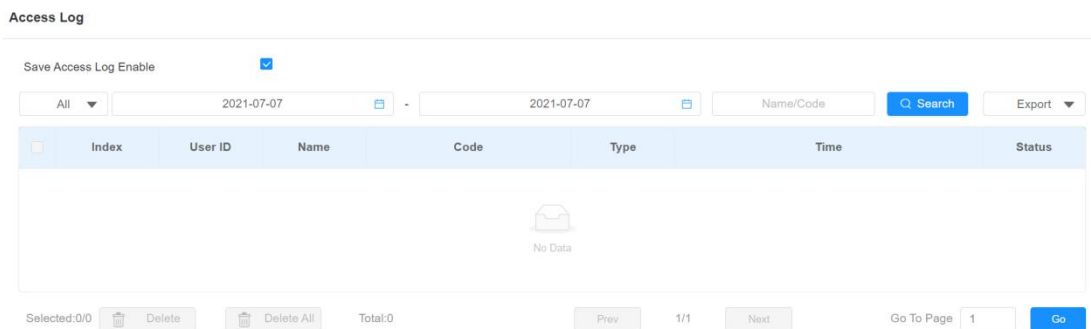 Access Log
Save Access Log Enable
All 2021-07-07 - 2021-07-07 Name/Code Search Export
Index User ID Name Code Type Time Status
No Data
Selected:0/0 Delete Delete All Total:0 Prev 1/1 Next Go To Page 1 Go